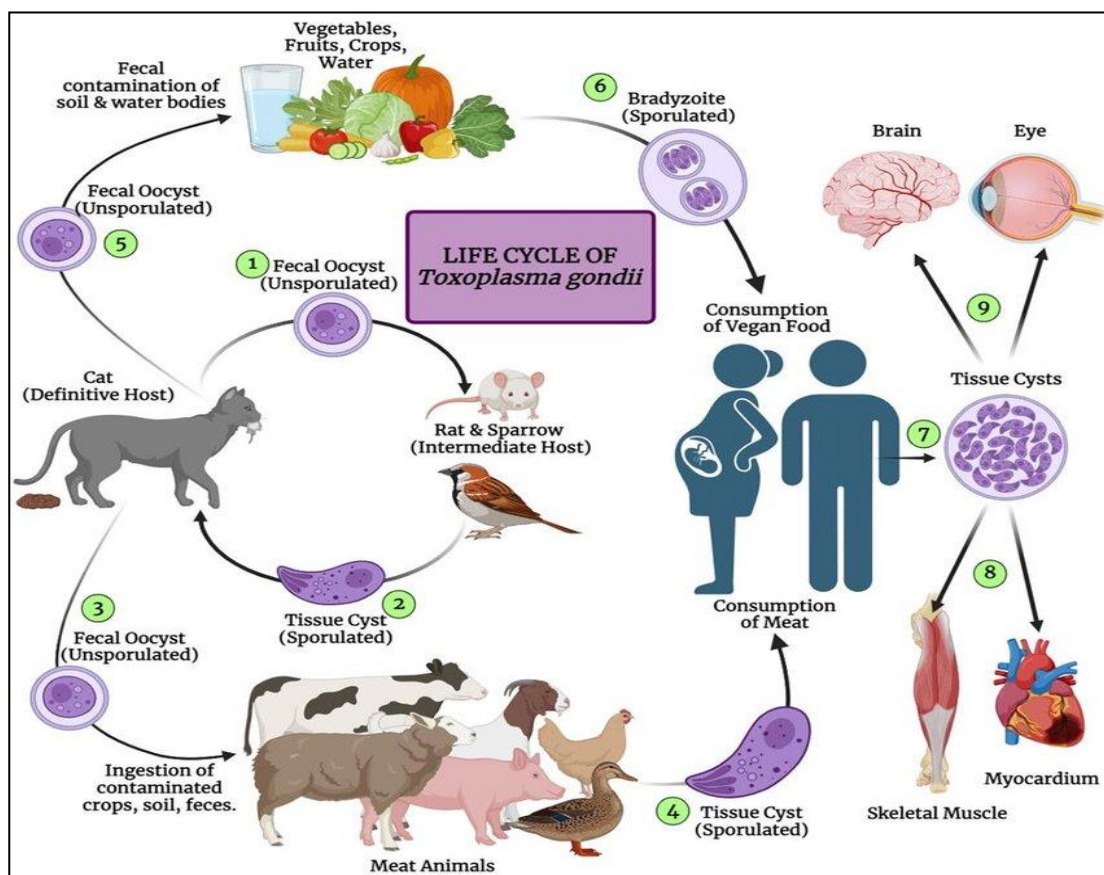 Vegetables,
Fruits, Crops,
Water
Fecal
contamination of
soil & water bodies
6
Bradyzoite
(Sporulated)
Brain
Eye
Fecal Oocyst
(Unsporulated)
5
1
Fecal Oocyst
(Unsporulated)
LIFE CYCLE OF
Toxoplasma gondii
Consumption
of Vegan Food
9
Cat
(Definitive Host)
Rat & Sparrow
(Intermediate Host)
Tissue Cysts
7
3
Fecal Oocyst
(Unsporulated)
2
Tissue Cyst
(Sporulated)
8
Consumption
of Meat
Ingestion of
contaminated
crops, soil, feces.
4
Tissue Cyst
(Sporulated)
Meat Animals
Skeletal Muscle
Myocardium